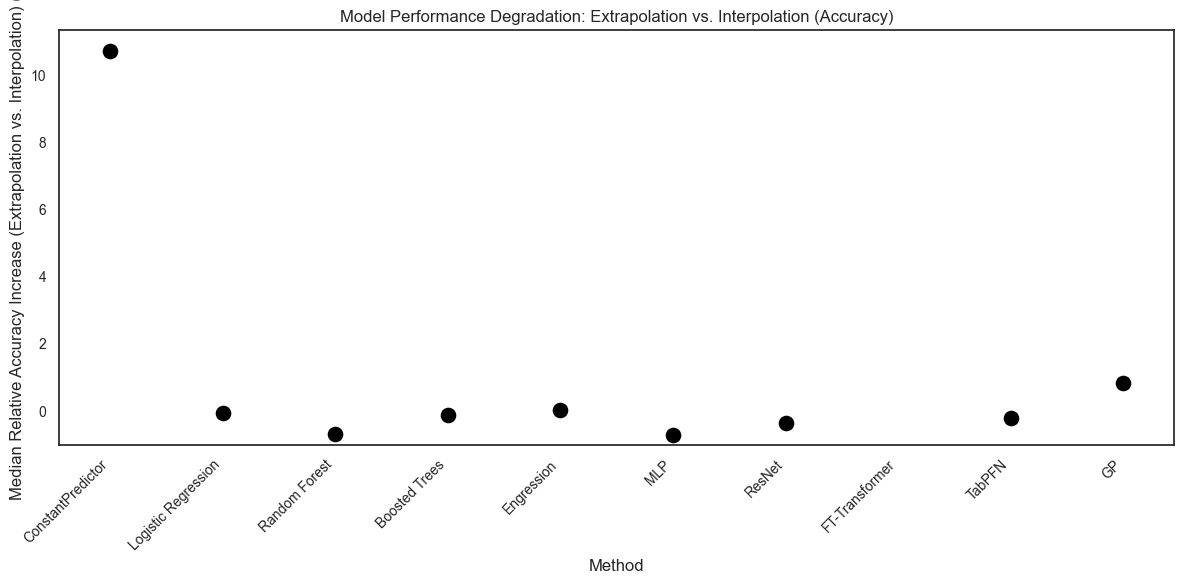 Model Performance Degradation: Extrapolation vs. Interpolation (Accuracy)
Median Relative Accuracy Increase (Extrapolation vs. Interpolation)
10
8
6
4
2
0
ConstantPredictor
Logistic Regression
Random Forest
Boosted Trees
Engression
MLP
ResNet
FT-Transformer
TabPFN
GP
Method